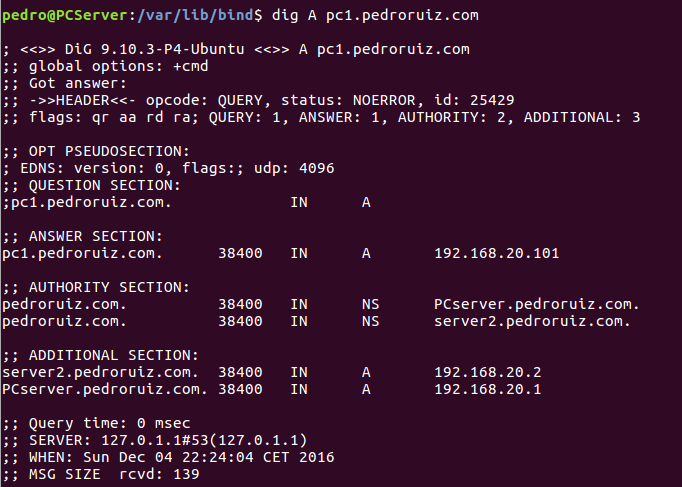 pedro@PCServer:/var/lib/bind$ dig A pc1.pedroruiz.com
; <<>> DiG 9.10.3-P4-Ubuntu <<>> A pc1.pedroruiz.com
;; global options: +cmd
;; Got answer:
;; ->>HEADER<<- opcode: QUERY, status: NOERROR, id: 25429
;; flags: qr aa rd ra; QUERY: 1, ANSWER: 1, AUTHORITY: 2, ADDITIONAL: 3
;; OPT PSEUDOSECTION:
; EDNS: version: 0, flags:; udp: 4096
;; QUESTION SECTION:
;pc1.pedroruiz.com. IN A
;; ANSWER SECTION:
pc1.pedroruiz.com. 38400 IN A 192.168.20.101
;; AUTHORITY SECTION:
pedroruiz.com. 38400 IN NS PCserver.pedroruiz.com.
pedroruiz.com. 38400 IN NS server2.pedroruiz.com.
;; ADDITIONAL SECTION:
server2.pedroruiz.com. 38400 IN A 192.168.20.2
PCserver.pedroruiz.com. 38400 IN A 192.168.20.1
;; Query time: 0 msec
;; SERVER: 127.0.1.1#53(127.0.1.1)
;; WHEN: Sun Dec 04 22:24:04 CET 2016
;; MSG SIZE rcvd: 139